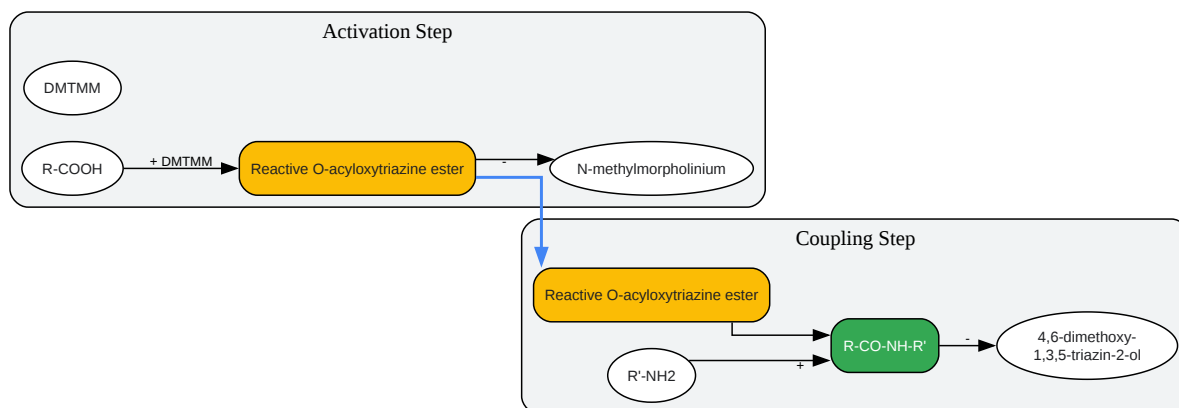 Activation Step
DMTMM
R-COOH
+ DMTMM
Reactive O-acyloxytriazine ester
-
N-methylmorpholinium
Coupling Step
Reactive O-acyloxytriazine ester
R'-NH2
+
R-CO-NH-R'
-
4,6-dimethoxy-
1,3,5-triazin-2-ol